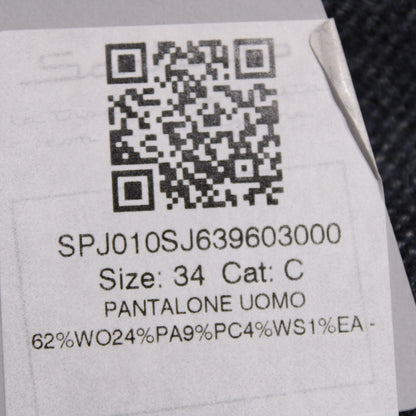 SPJ010SJ639603000
Size: 34 Cat: C
PANTALONE UOMO
62%WO24%PA9%PC4%WS1%EA -